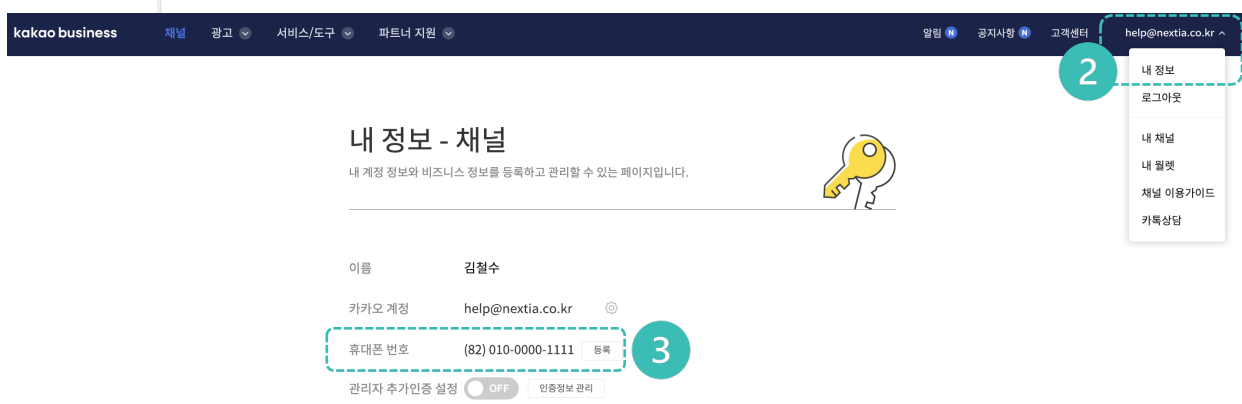 kakao business 채널 광고 서비스/도구 파트너 지원 알림 N 공지사항 N 고객센터 help@nextia.co.kr
2
내 정보
로그아웃
내 채널
내 월렛
채널 이용가이드
카톡상담
내 정보 - 채널
내 계정 정보와 비즈니스 정보를 등록하고 관리할 수 있는 페이지입니다.
이름 김철수
카카오 계정 help@nextia.co.kr
휴대폰 번호 (82) 010-0000-1111 등록 3
관리자 추가인증 설정 OFF 인증정보 관리